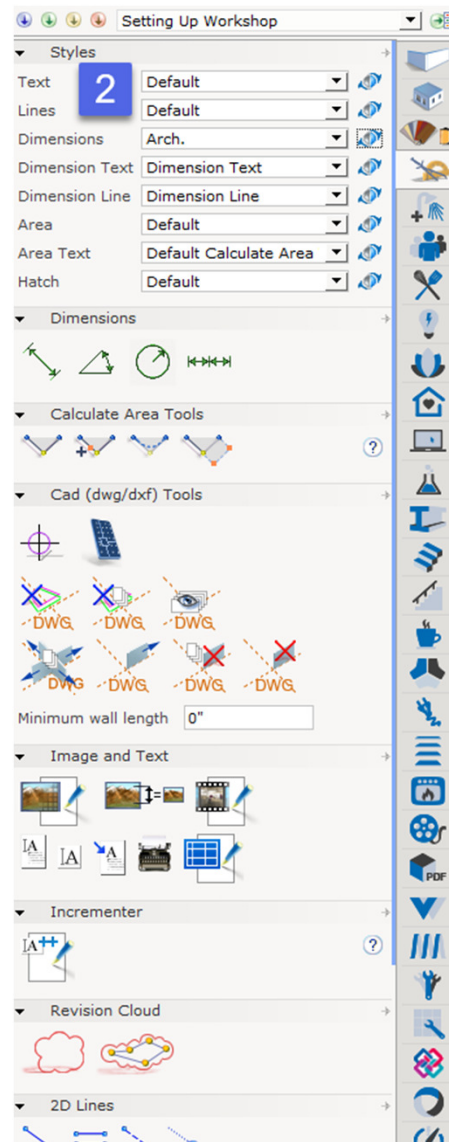 Setting Up Workshop
Styles
Text Default
2
Lines Default
Dimensions Arch.
Dimension Text Dimension Text
Dimension Line Dimension Line
Area Default
Area Text Default Calculate Area
Hatch Default
Dimensions
Calculate Area Tools
?
Cad (dwg/dxf) Tools
DWG DWG DWG
DWG DWG DWG DWG
Minimum wall length 0"
Image and Text
A A A
PDF
Incrementer
A ?
Revision Cloud
2D Lines